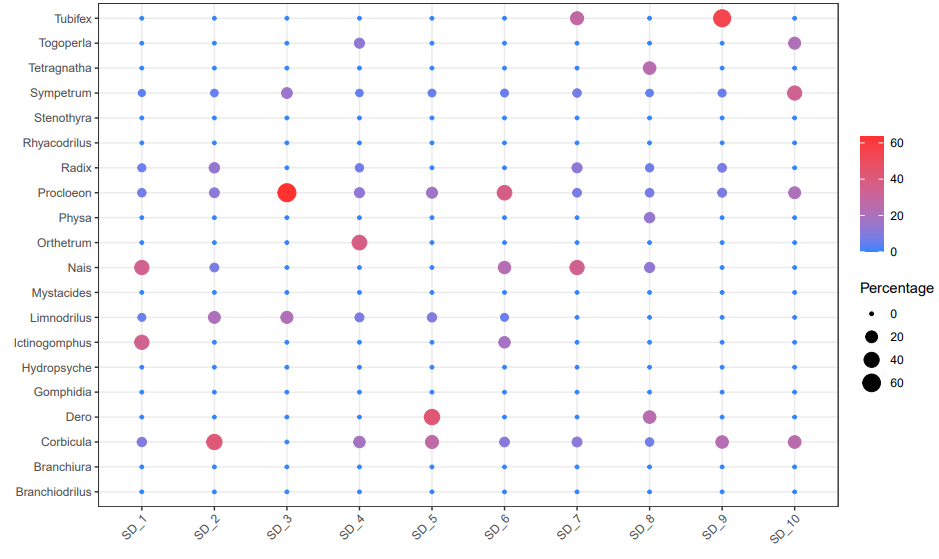 Tubifex
Togoperla
Tetragnatha
Sympetrum
Stenothyra
Rhyacodrilus
Radix
Procloeon
Physa
Orthetrum
Nais
Mystacides
Limnodrilus
Ictinogomphus
Hydropsyche
Gomphidia
Dero
Corbicula
Branchiura
Branchiodrilus
SD_1 SD_2 SD_3 SD_4 SD_5 SD_6 SD_7 SD_8 SD_9 SD_10
60
40
20
0
Percentage
0
20
40
60